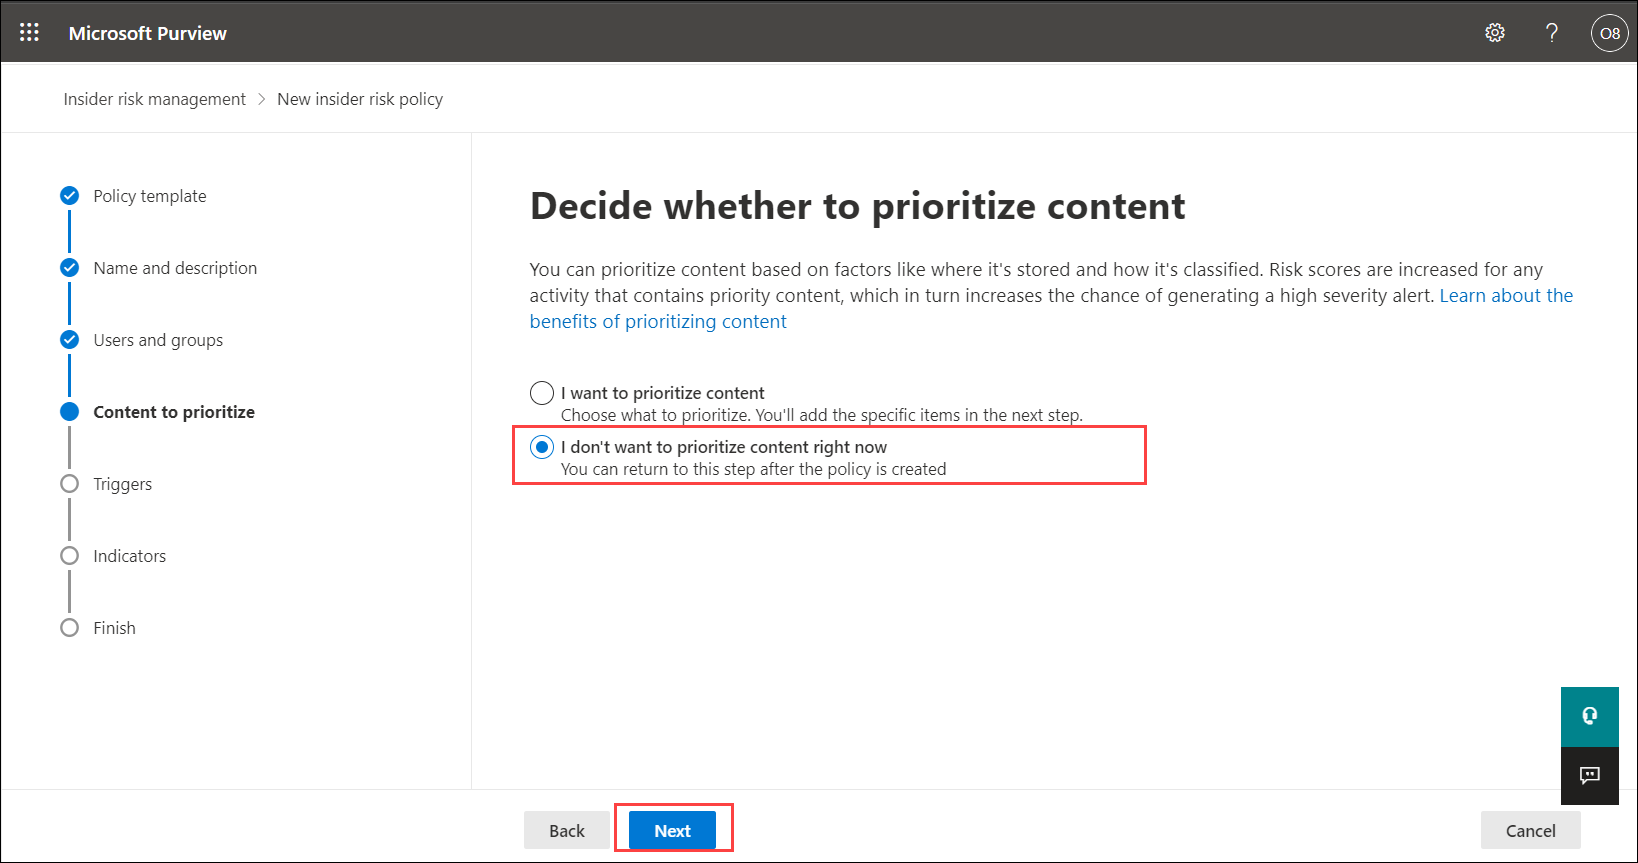 Microsoft Purview
O8
Insider risk management > New insider risk policy
Policy template
Name and description
Users and groups
Content to prioritize
Triggers
Indicators
Finish
Decide whether to prioritize content
You can prioritize content based on factors like where it's stored and how it's classified. Risk scores are increased for any
activity that contains priority content, which in turn increases the chance of generating a high severity alert. Learn about the
benefits of prioritizing content
I want to prioritize content
Choose what to prioritize. You'll add the specific items in the next step.
I don't want to prioritize content right now
You can return to this step after the policy is created
Back
Next
Cancel